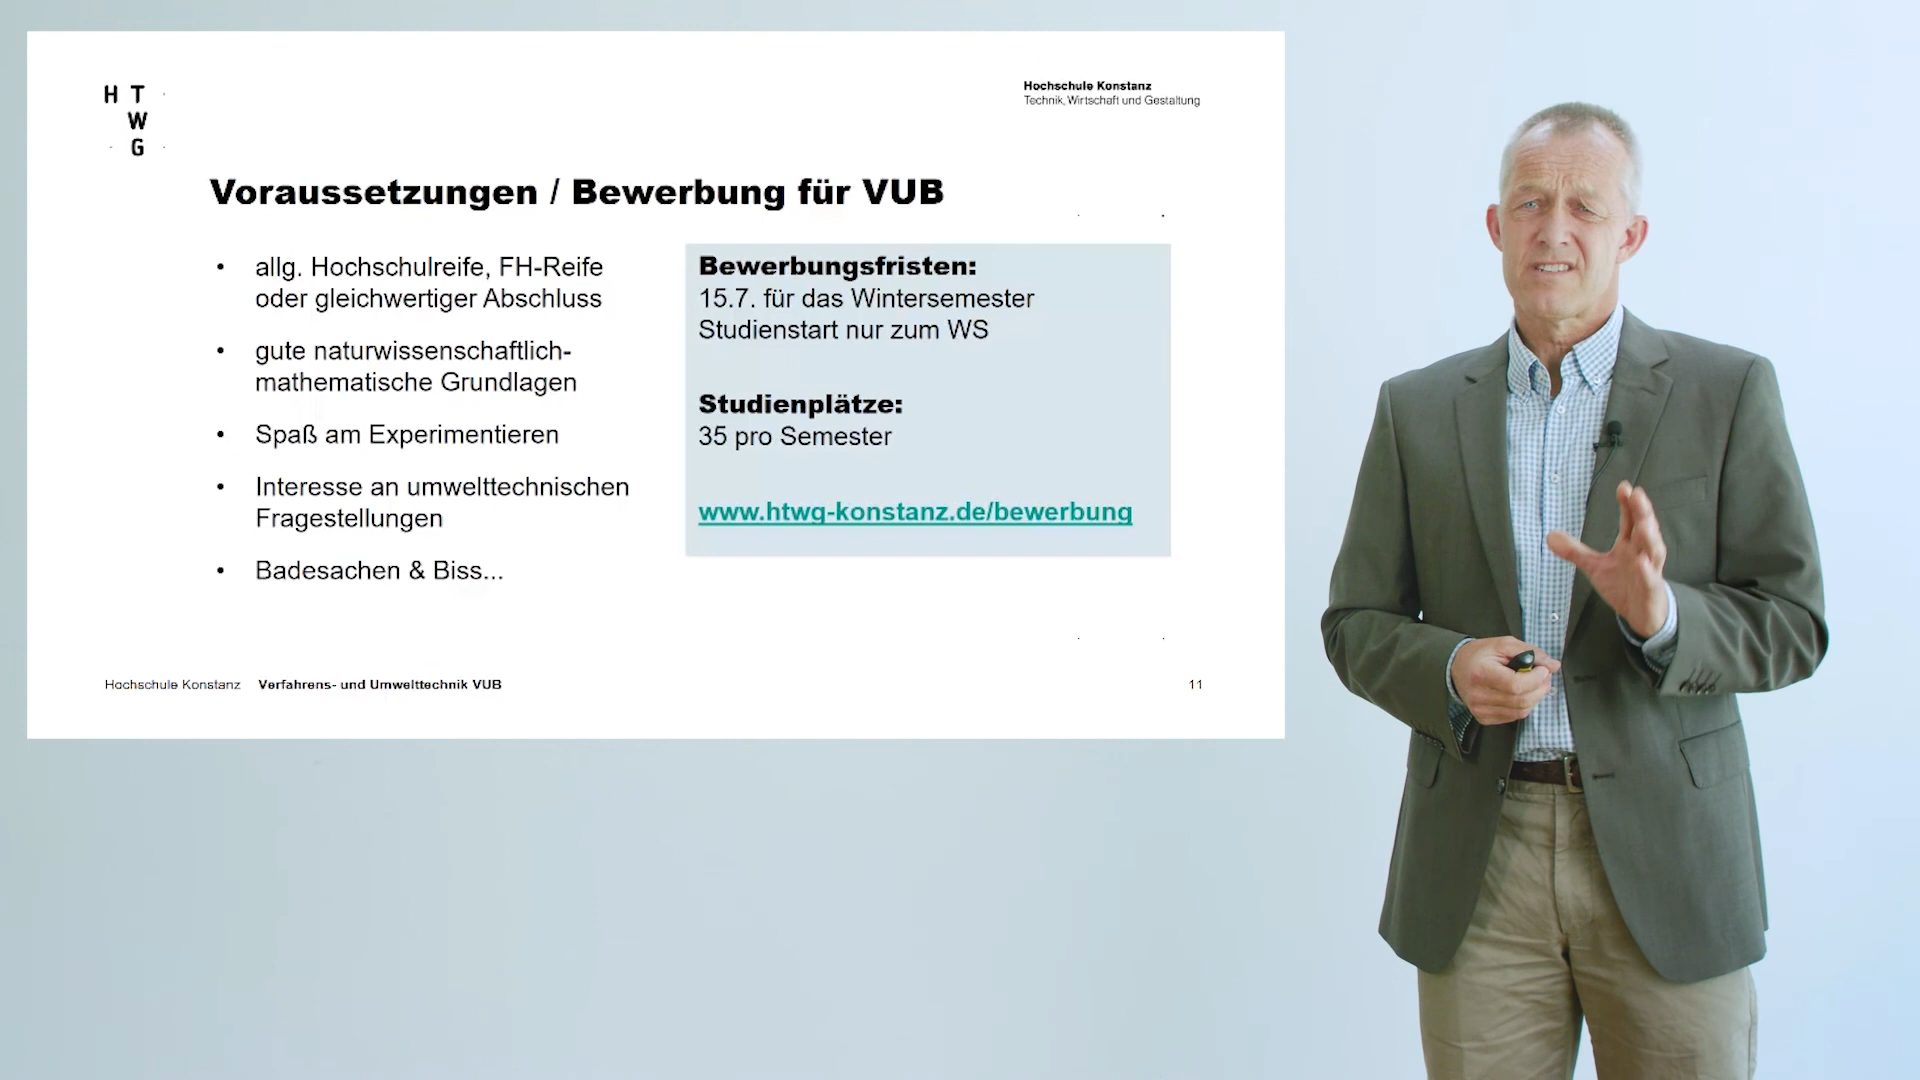 H T
W
G
Hochschule Konstanz
Technik, Wirtschaft und Gestaltung
Voraussetzungen / Bewerbung für VUB
• allg. Hochschulreife, FH-Reife
oder gleichwertiger Abschluss
• gute naturwissenschaftlich-
mathematische Grundlagen
• Spaß am Experimentieren
• Interesse an umwelttechnischen
Fragestellungen
• Badesachen & Biss...
Bewerbungsfristen:
15.7. für das Wintersemester
Studienstart nur zum WS
Studienplätze:
35 pro Semester
www.htwg-konstanz.de/bewerbung
Hochschule Konstanz Verfahrens- und Umwelttechnik VUB
11